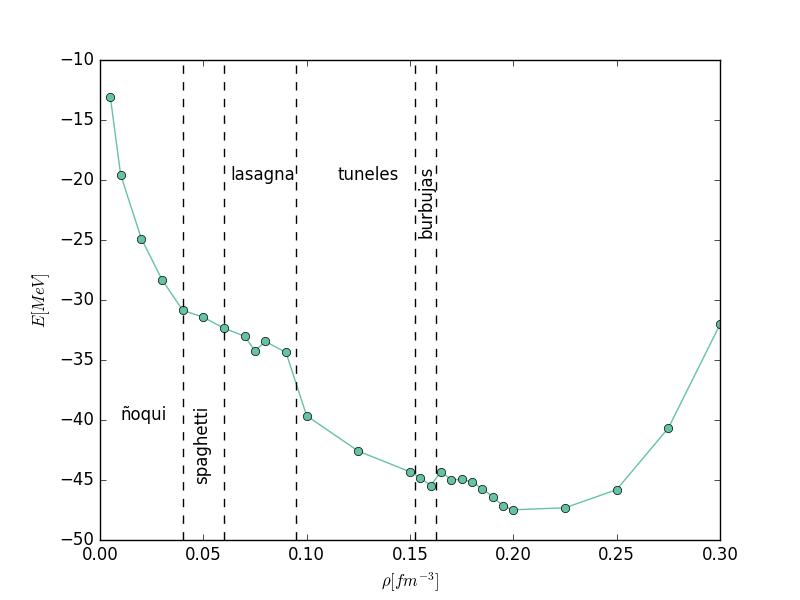 −10
−15
−20
−25
−30
−35
−40
−45
−50
E[MeV]
lasagna
tuneles
burbujas
ñoqui
spaghetti
0.00 0.05 0.10 0.15 0.20 0.25 0.30
ρ[fm⁻³]